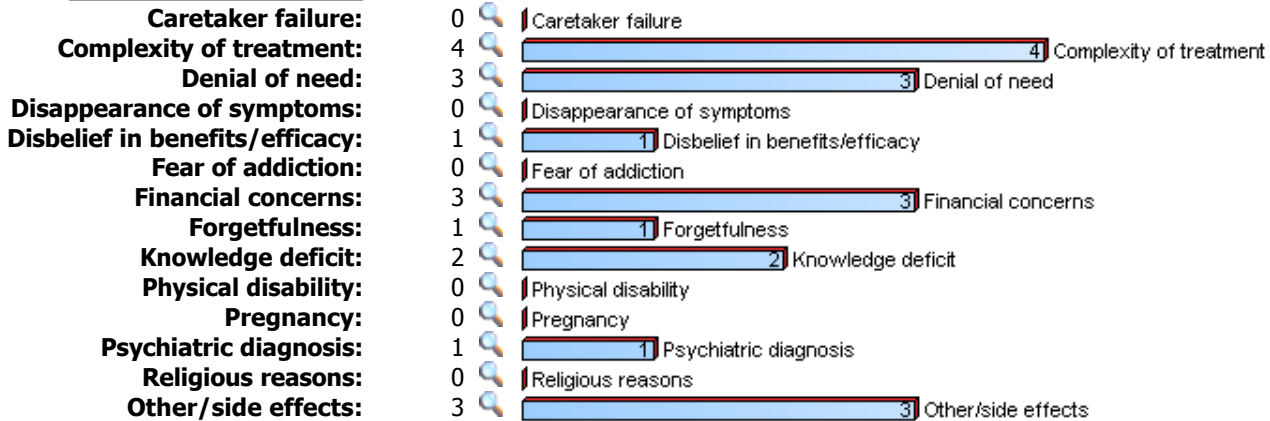 Caretaker failure: 0 Caretaker failure
Complexity of treatment: 4 4 Complexity of treatment
Denial of need: 3 3 Denial of need
Disappearance of symptoms: 0 Disappearance of symptoms
Disbelief in benefits/efficacy: 1 1 Disbelief in benefits/efficacy
Fear of addiction: 0 Fear of addiction
Financial concerns: 3 3 Financial concerns
Forgetfulness: 1 1 Forgetfulness
Knowledge deficit: 2 2 Knowledge deficit
Physical disability: 0 Physical disability
Pregnancy: 0 Pregnancy
Psychiatric diagnosis: 1 1 Psychiatric diagnosis
Religious reasons: 0 Religious reasons
Other/side effects: 3 3 Other/side effects